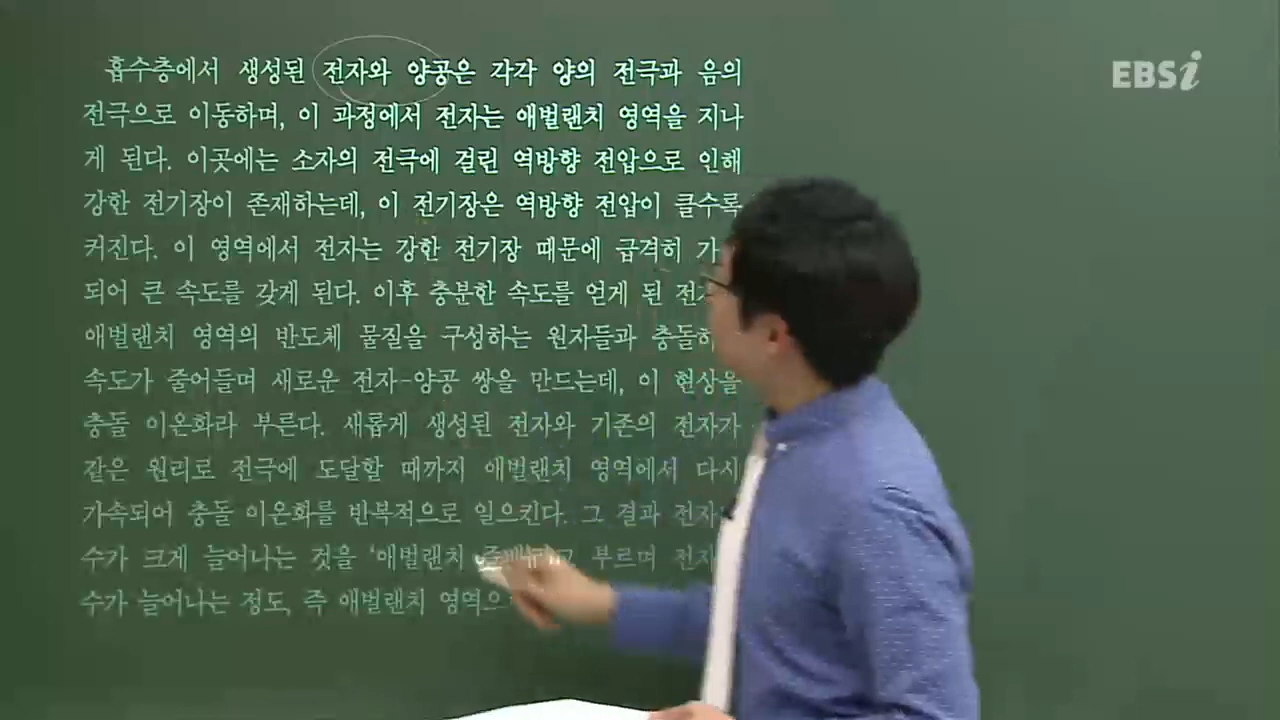 흡수층에서 생성된 전자와 양공은 각각 양의 전극과 음의
전극으로 이동하며, 이 과정에서 전자는 애벌랜치 영역을 지나
게 된다. 이곳에는 소자의 전극에 걸린 역방향 전압으로 인해
강한 전기장이 존재하는데, 이 전기장은 역방향 전압이 클수록
커진다. 이 영역에서 전자는 강한 전기장 때문에 급격히
되어 큰 속도를 갖게 된다. 이후 충분한 속도를 얻게 된
애벌랜치 영역의 반도체 물질을 구성하는 원자들과
속도가 줄어들며 새로운 전자-양공 쌍을 만드는데, 이 현상을
충돌 이온화라 부른다. 새롭게 생성된 전자와 기존의 전자가
같은 원리로 전극에 도달할 때까지 애벌랜치 영역에서 다시
가속되어 충돌 이온화를 반복적으로 일으킨다. 그 결과
수가 크게 늘어나는 것을 '애벌랜치 부르며
수가 늘어나는 정도, 즉 애벌랜치
EBSi